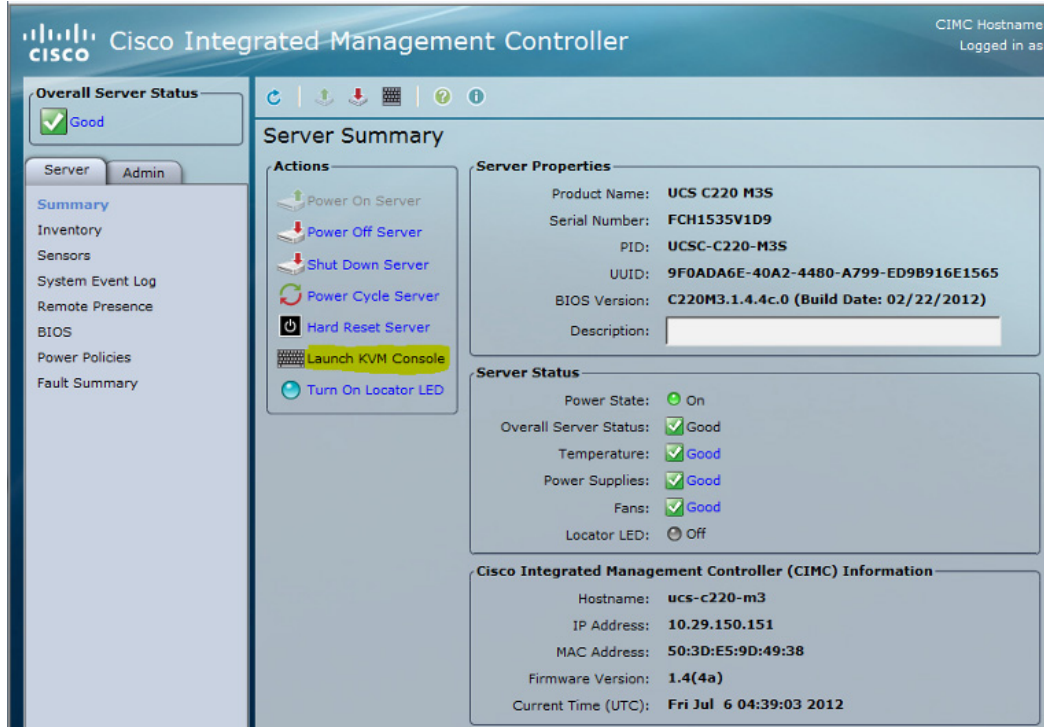 CISCO
Cisco Integrated Management Controller
CIMC Hostname
Logged in as
Overall Server Status
Good
Server
Admin
Summary
Inventory
Sensors
System Event Log
Remote Presence
BIOS
Power Policies
Fault Summary
Server Summary
Actions
Power On Server
Power Off Server
Shut Down Server
Power Cycle Server
Hard Reset Server
Launch KVM Console
Turn On Locator LED
Server Properties
Product Name: UCS C220 M3S
Serial Number: FCH1535V1D9
PID: UCSC-C220-M3S
UUID: 9F0ADA6E-40A2-4480-A799-ED9B916E1565
BIOS Version: C220M3.1.4.4c.0 (Build Date: 02/22/2012)
Description:
Server Status
Power State: On
Overall Server Status: Good
Temperature: Good
Power Supplies: Good
Fans: Good
Locator LED: Off
Cisco Integrated Management Controller (CIMC) Information
Hostname: ucs-c220-m3
IP Address: 10.29.150.151
MAC Address: 50:3D:E5:9D:49:38
Firmware Version: 1.4(4a)
Current Time (UTC): Fri Jul 6 04:39:03 2012